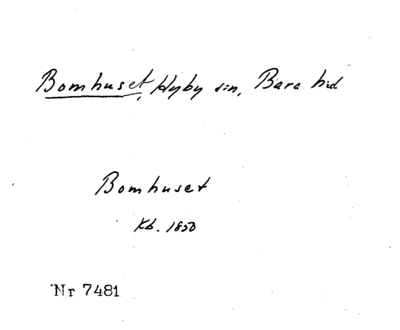 Bomhuset, Hyby sn, Bara hd
Bomhuset
Kb. 1850
Nr 7481